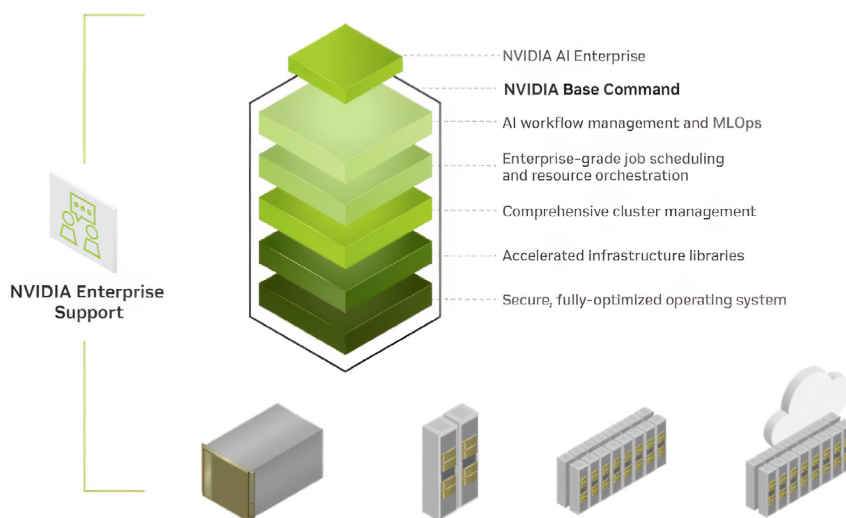 NVIDIA AI Enterprise
NVIDIA Base Command
AI workflow management and MLOps
Enterprise-grade job scheduling
and resource orchestration
Comprehensive cluster management
Accelerated infrastructure libraries
Secure, fully-optimized operating system
NVIDIA Enterprise
Support